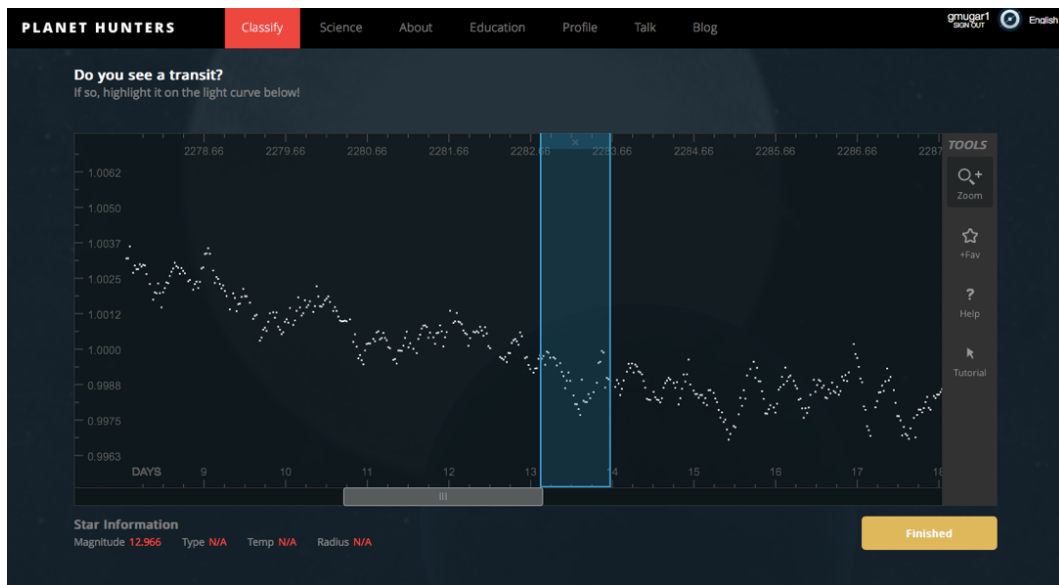 PLANET HUNTERS Classify Science About Education Profile Talk Blog gmugar1 SIGN OUT English
Do you see a transit?
If so, highlight it on the light curve below!
2278.66 2279.66 2280.66 2281.66 2282.66 2283.66 2284.66 2285.66 2286.66 2287
TOOLS
1.0062
Zoom
1.0050
1.0037
+Fav
1.0025
1.0012
? Help
1.0000
Tutorial
0.9988
0.9975
0.9963
DAYS 9 10 11 12 13 14 15 16 17 18
Star Information
Magnitude 12.966 Type N/A Temp N/A Radius N/A
Finished